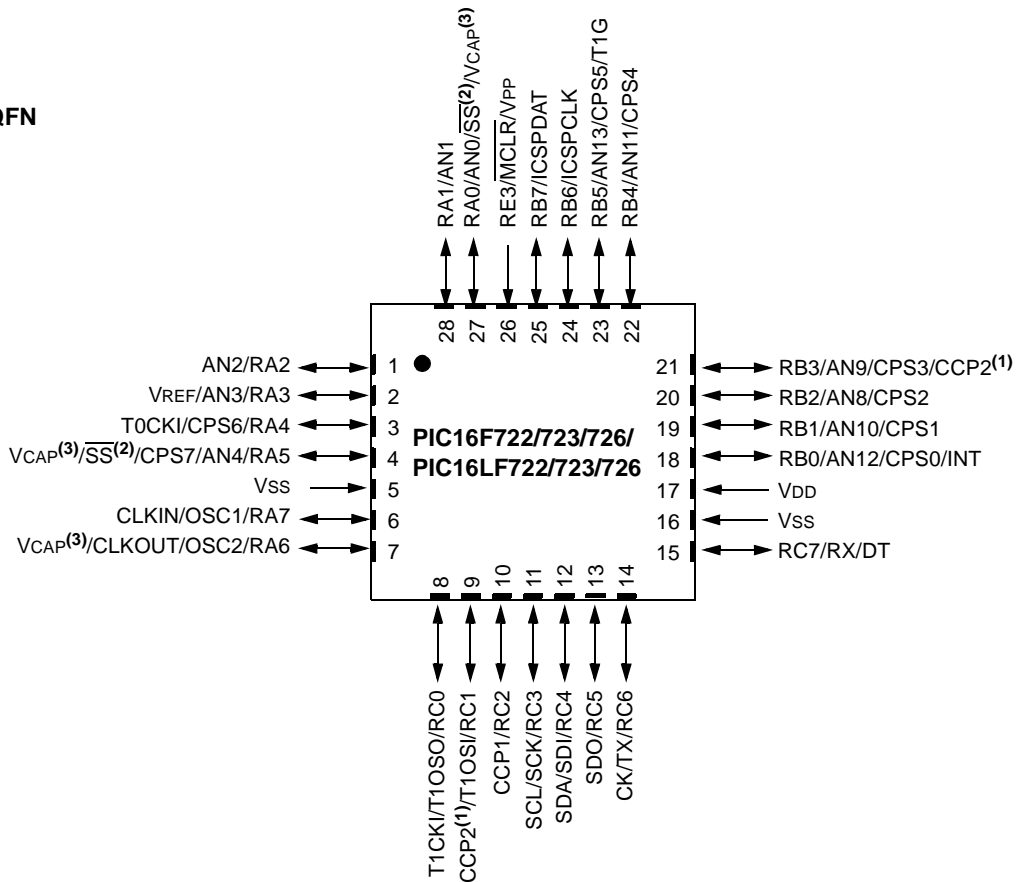 QFN
RA1/AN1
RA0/AN0/SS(2)/VCAP(3)
RE3/MCLR/VPP
RB7/ICSPDAT
RB6/ICSPCLK
RB5/AN13/CPS5/T1G
RB4/AN11/CPS4
28
27
26
25
24
23
22
AN2/RA2
1
VREF/AN3/RA3
2
T0CKI/CPS6/RA4
3
VCAP(3)/SS(2)/CPS7/AN4/RA5
4
VSS
5
CLKIN/OSC1/RA7
6
VCAP(3)/CLKOUT/OSC2/RA6
7
PIC16F722/723/726/
PIC16LF722/723/726
21
RB3/AN9/CPS3/CCP2(1)
20
RB2/AN8/CPS2
19
RB1/AN10/CPS1
18
RB0/AN12/CPS0/INT
17
VDD
16
VSS
15
RC7/RX/DT
8
9
10
11
12
13
14
T1CKI/T1OSO/RC0
CCP2(1)/T1OSI/RC1
CCP1/RC2
SCL/SCK/RC3
SDA/SDI/RC4
SDO/RC5
CK/TX/RC6